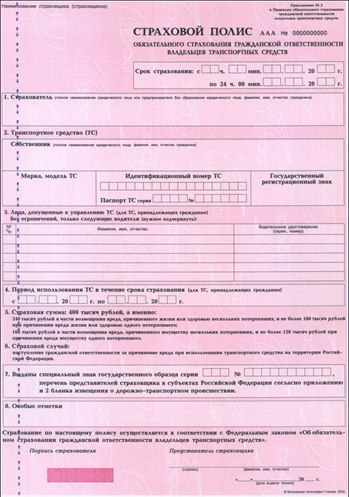 Наименование страховщика (страховщиков)
Приложение № 2
к Правилам обязательного страхования
гражданской ответственности
владельцев транспортных средств
СТРАХОВОЙ ПОЛИС ААА № 0000000000
ОБЯЗАТЕЛЬНОГО СТРАХОВАНИЯ ГРАЖДАНСКОЙ ОТВЕТСТВЕННОСТИ
ВЛАДЕЛЬЦЕВ ТРАНСПОРТНЫХ СРЕДСТВ
Срок страхования: с ч. мин. 20 г.
по 24 ч. 00 мин. 20 г.
1. Страхователь (полное наименование юридического лица или фамилия, имя, отчество гражданина)
2. Транспортное средство (ТС)
Собственник (полное наименование юридического лица, фамилия, имя, отчество гражданина)
Марка, модель ТС Идентификационный номер ТС Государственный
регистрационный знак
Паспорт ТС серия №
3. Лица, допущенные к управлению ТС (для ТС, принадлежащих гражданам)
Без ограничений, только следующие водители (нужное подчеркнуть):
№ п/п Фамилия, имя, отчество Водительское удостоверение
(серия, номер)
4. Период использования ТС в течение срока страхования (для ТС, принадлежащих гражданам)
с 20 г. по 20 г.
5. Страховая сумма: 400 тысяч рублей, а именно:
240 тысяч рублей в части возмещения вреда, причиненного жизни или здоровью нескольких потерпевших, и не более 160 тысяч рублей
при причинении вреда жизни или здоровью одного потерпевшего;
160 тысяч рублей в части возмещения вреда, причиненного имуществу нескольких потерпевших, и не более 120 тысяч рублей при
причинении вреда имуществу одного потерпевшего.
6. Страховой случай:
наступление гражданской ответственности за причинение вреда при использовании транспортного средства на территории Россий-
ской Федерации.
7. Выданы специальный знак государственного образца серии № ,
перечень представителей страховщика в субъектах Российской Федерации согласно приложению
и 2 бланка извещения о дорожно-транспортном происшествии.
8. Особые отметки
Страхование по настоящему полису осуществляется в соответствии с Федеральным законом «Об обязатель-
ном страховании гражданской ответственности владельцев транспортных средств».
Подпись страхователя Представитель страховщика
(подпись) (фамилия, имя, отчество)
« » 20 г.
(дата выдачи полиса)